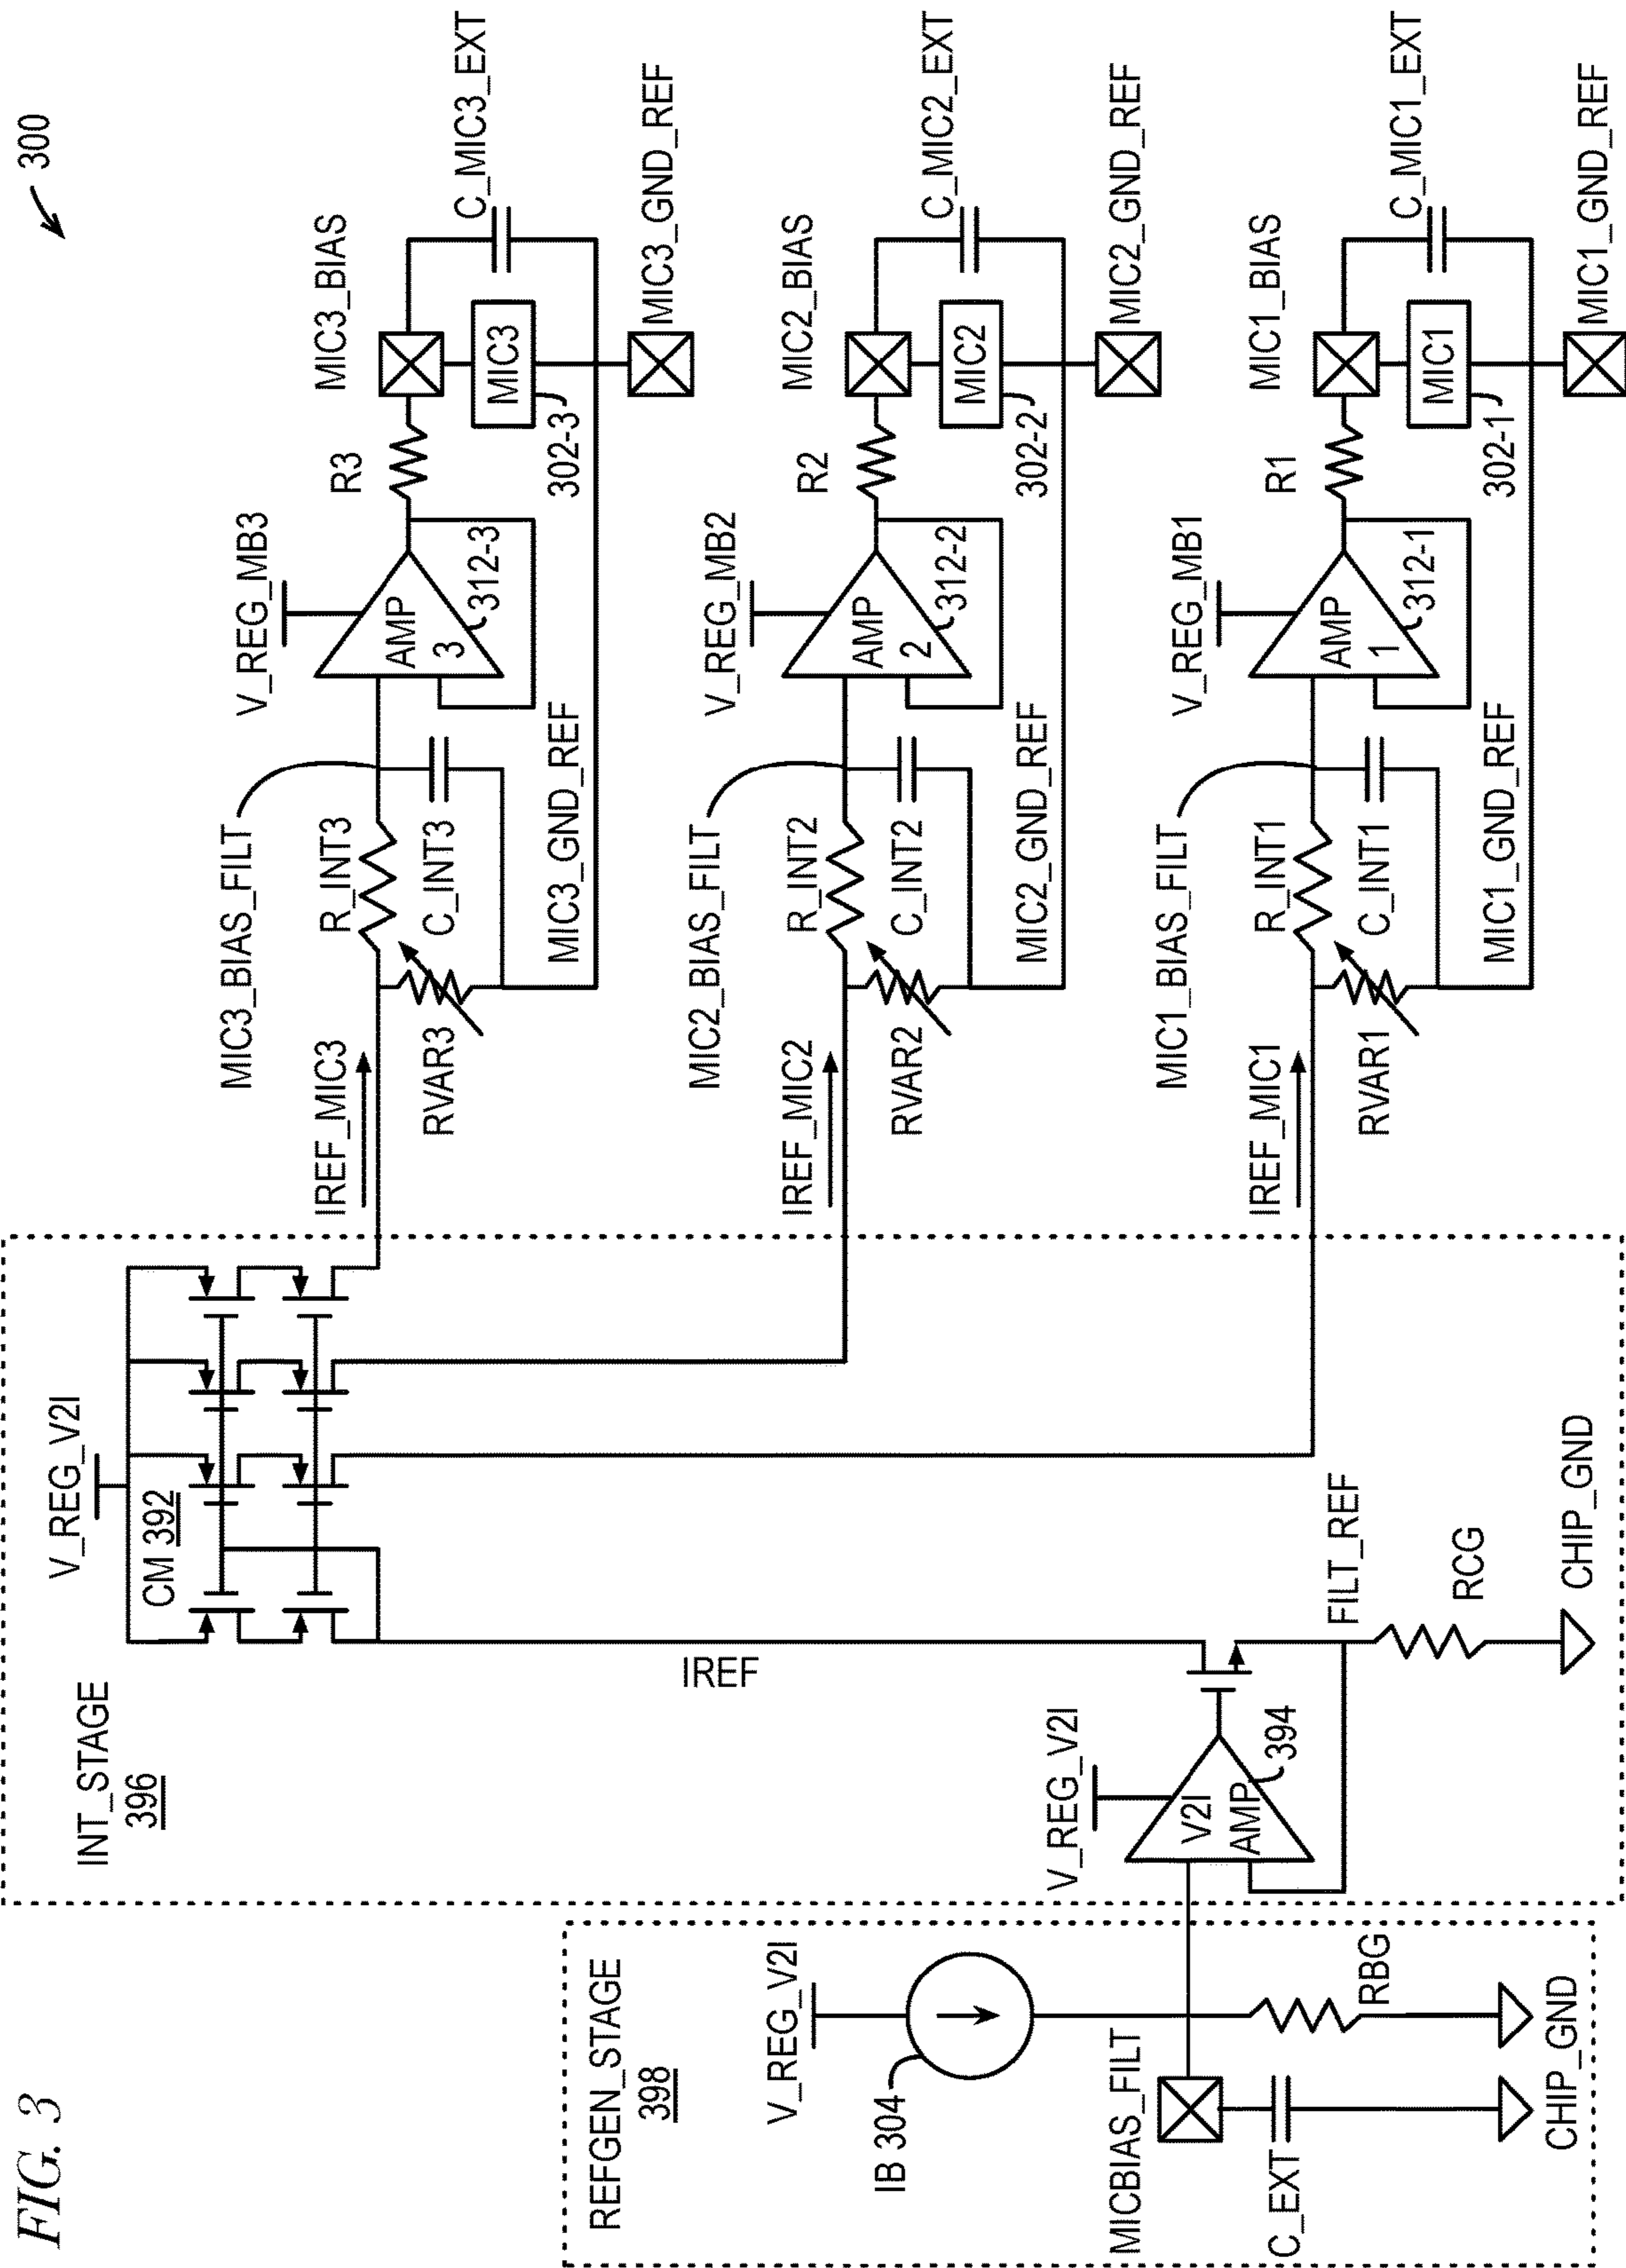 FIG. 3
300
REFGEN_STAGE
398
V_REG_V2I
IB 304
MICBIAS_FILT
C_EXT
RBG
CHIP_GND
INT_STAGE
396
V_REG_V2I
CM 392
IREF
V_REG_V2I
V2I
AMP
394
FILT_REF
RCG
CHIP_GND
IREF_MIC3
RVAR3
MIC3_BIAS_FILT
R_INT3
C_INT3
MIC3_GND_REF
V_REG_MB3
AMP
3
312-3
R3
MIC3_BIAS
MIC3
302-3
C_MIC3_EXT
MIC3_GND_REF
IREF_MIC2
RVAR2
MIC2_BIAS_FILT
R_INT2
C_INT2
MIC2_GND_REF
V_REG_MB2
AMP
2
312-2
R2
MIC2_BIAS
MIC2
302-2
C_MIC2_EXT
MIC2_GND_REF
IREF_MIC1
RVAR1
MIC1_BIAS_FILT
R_INT1
C_INT1
MIC1_GND_REF
V_REG_MB1
AMP
1
312-1
R1
MIC1_BIAS
MIC1
302-1
C_MIC1_EXT
MIC1_GND_REF